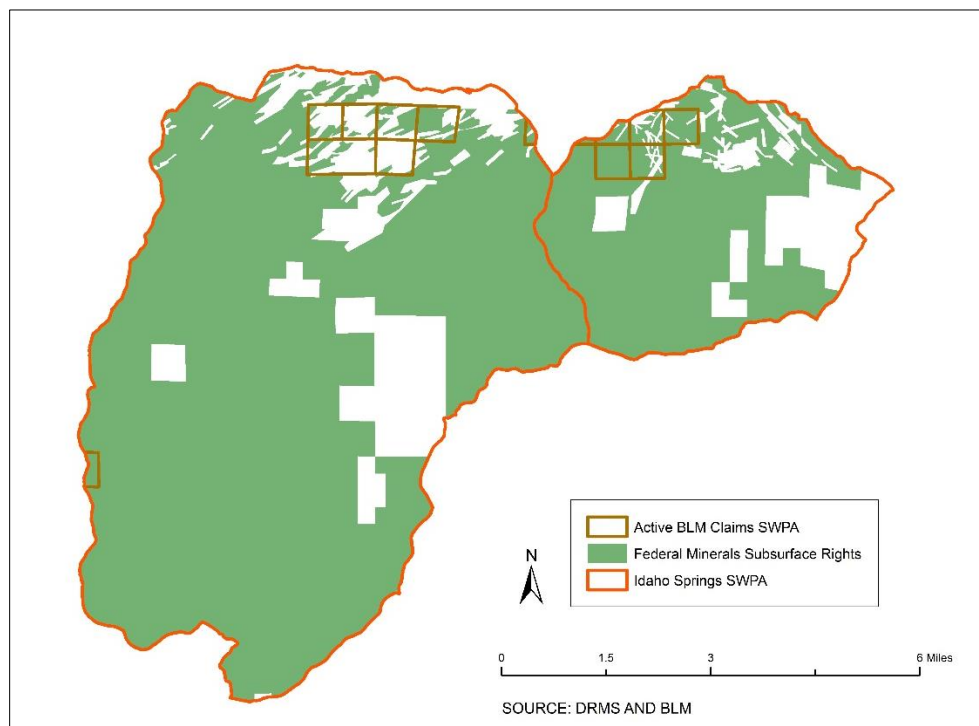 Active BLM Claims SWPA
Federal Minerals Subsurface Rights
Idaho Springs SWPA
N
0 1.5 3 6 Miles
SOURCE: DRMS AND BLM